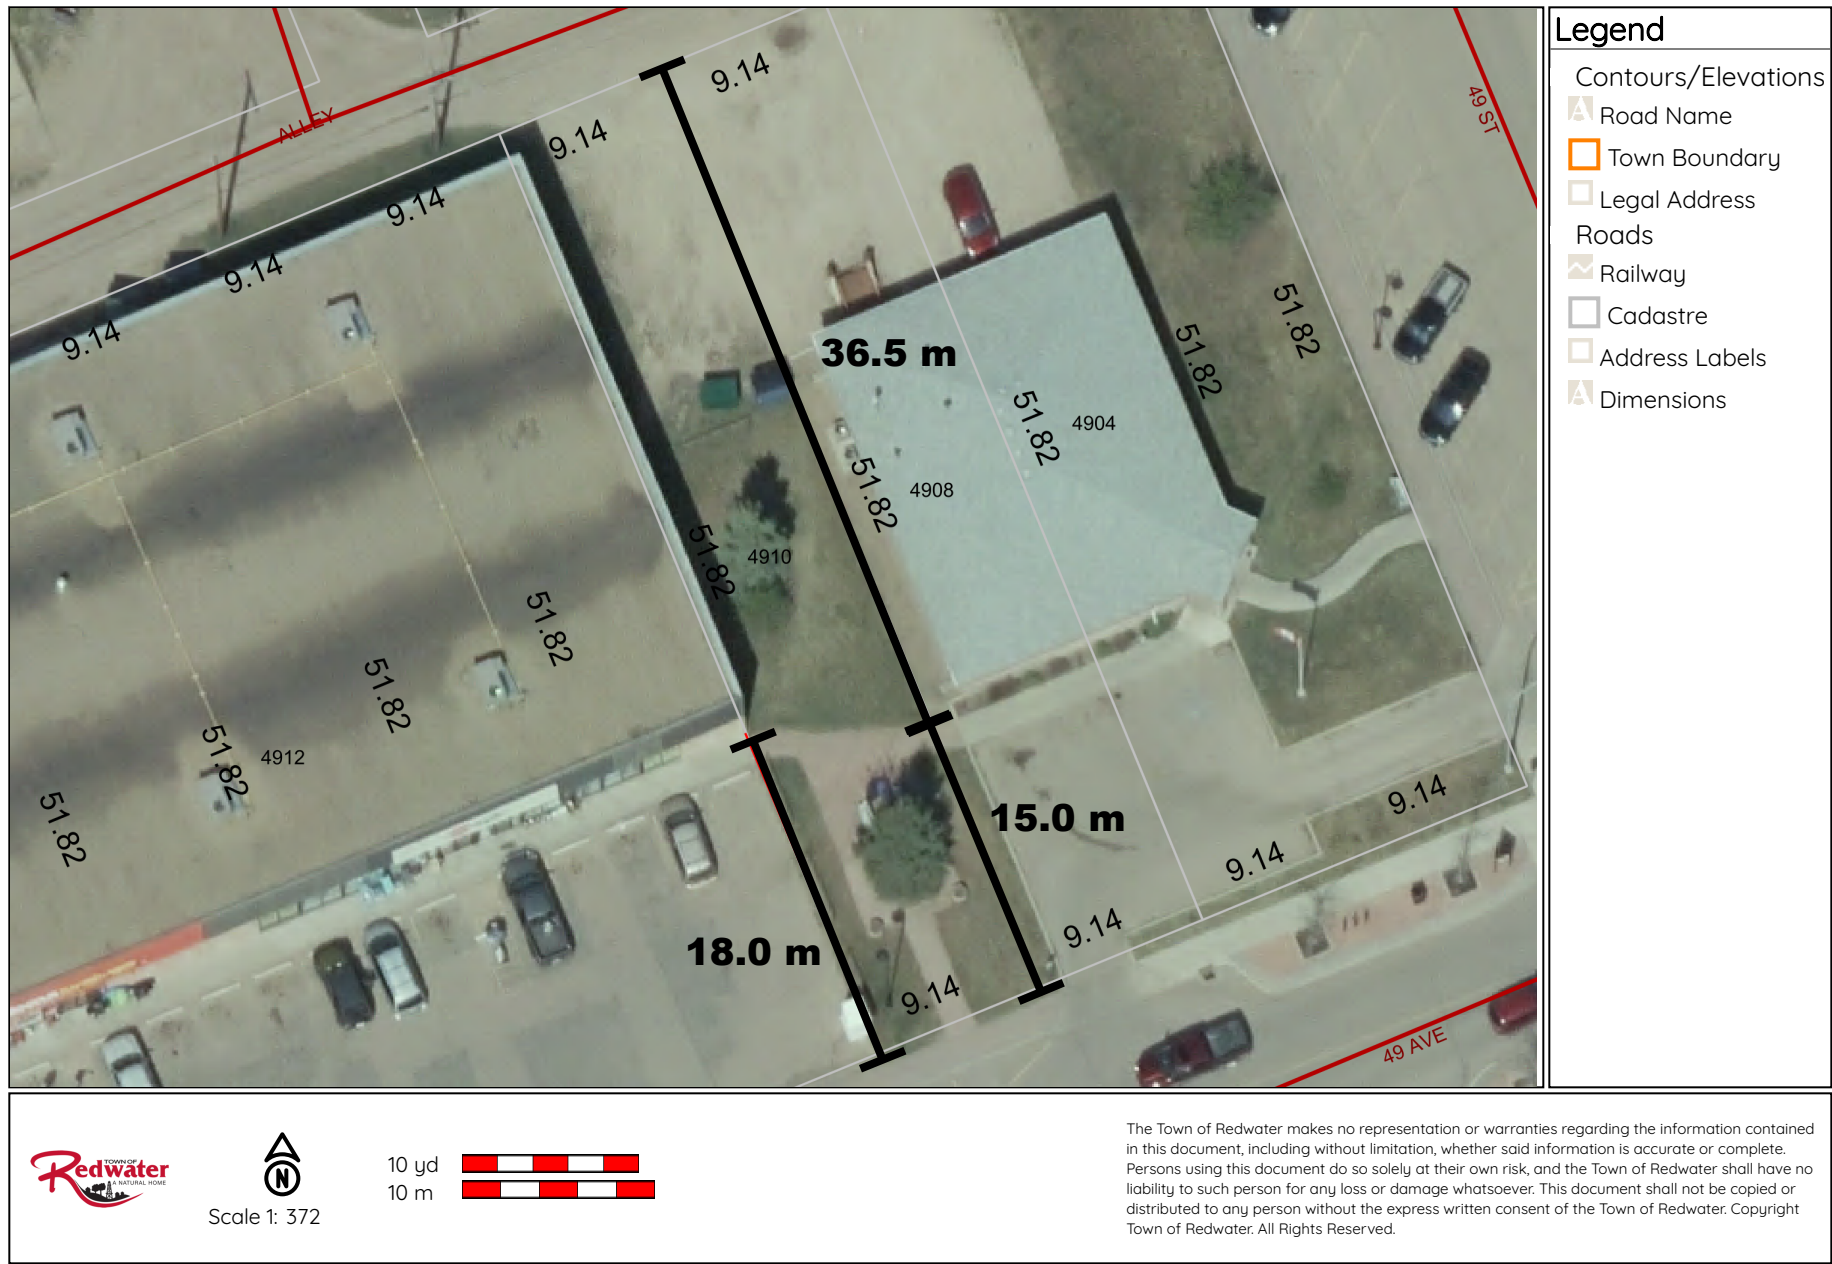 9.14
ALLEY
9.14
9.14
9.14
9.14
49 ST
36.5 m
51.82
51.82
51.82
4904
51.82
4908
51.82
4910
51.82
51.82
51.82
4912
51.82
15.0 m
9.14
9.14
9.14
18.0 m
9.14
49 AVE
Legend
Contours/Elevations
A Road Name
Town Boundary
Legal Address
Roads
Railway
Cadastre
Address Labels
A Dimensions
TOWN OF
Redwater
A NATURAL HOME
N
Scale 1: 372
10 yd
10 m
The Town of Redwater makes no representation or warranties regarding the information contained
in this document, including without limitation, whether said information is accurate or complete.
Persons using this document do so solely at their own risk, and the Town of Redwater shall have no
liability to such person for any loss or damage whatsoever. This document shall not be copied or
distributed to any person without the express written consent of the Town of Redwater. Copyright
Town of Redwater. All Rights Reserved.